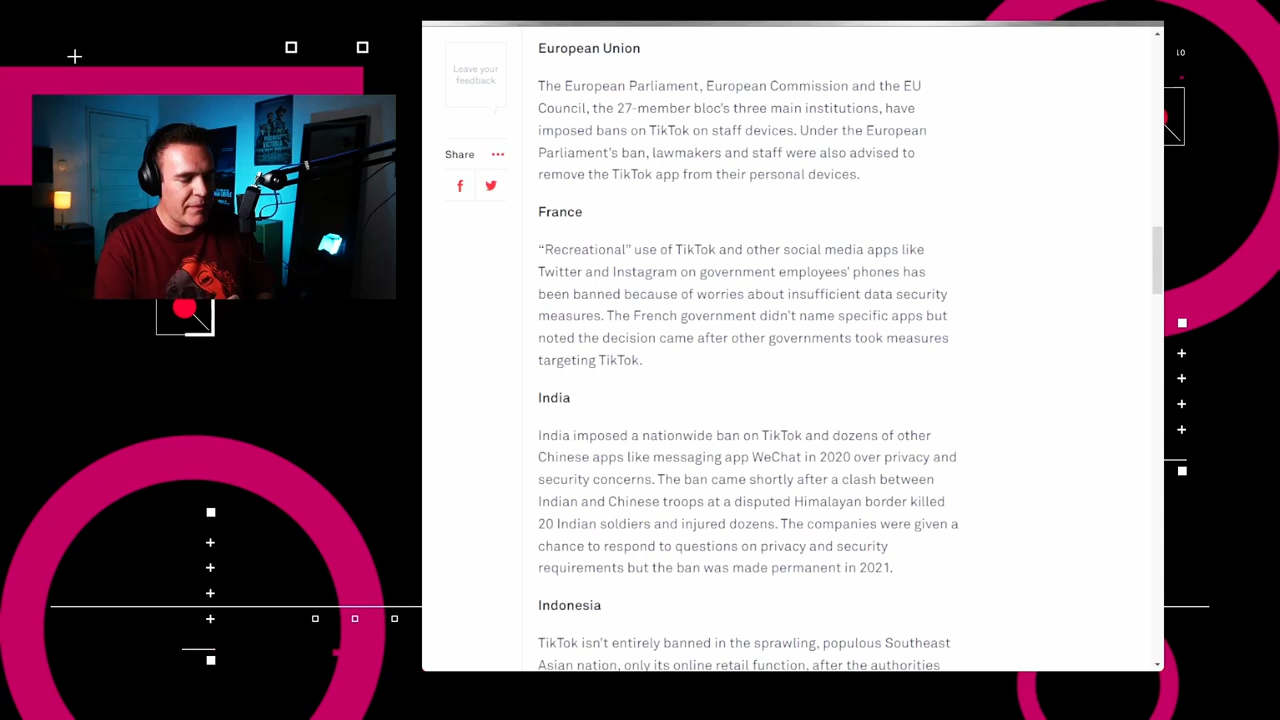 Leave your
feedback
Share
European Union
The European Parliament, European Commission and the EU
Council, the 27-member bloc's three main institutions, have
imposed bans on TikTok on staff devices. Under the European
Parliament's ban, lawmakers and staff were also advised to
remove the TikTok app from their personal devices.
France
“Recreational” use of TikTok and other social media apps like
Twitter and Instagram on government employees’ phones has
been banned because of worries about insufficient data security
measures. The French government didn’t name specific apps but
noted the decision came after other governments took measures
targeting TikTok.
India
India imposed a nationwide ban on TikTok and dozens of other
Chinese apps like messaging app WeChat in 2020 over privacy and
security concerns. The ban came shortly after a clash between
Indian and Chinese troops at a disputed Himalayan border killed
20 Indian soldiers and injured dozens. The companies were given a
chance to respond to questions on privacy and security
requirements but the ban was made permanent in 2021.
Indonesia
TikTok isn’t entirely banned in the sprawling, populous Southeast
Asian nation, only its online retail function, after the authorities
10